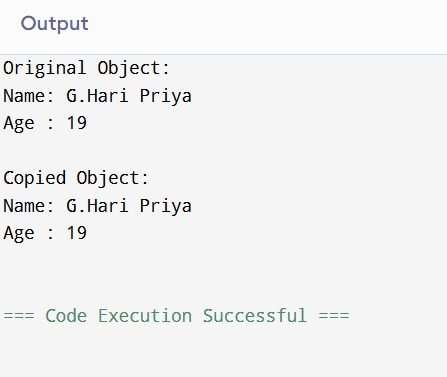 Output
Original Object:
Name: G.Hari Priya
Age : 19
Copied Object:
Name: G.Hari Priya
Age : 19
=== Code Execution Successful ===